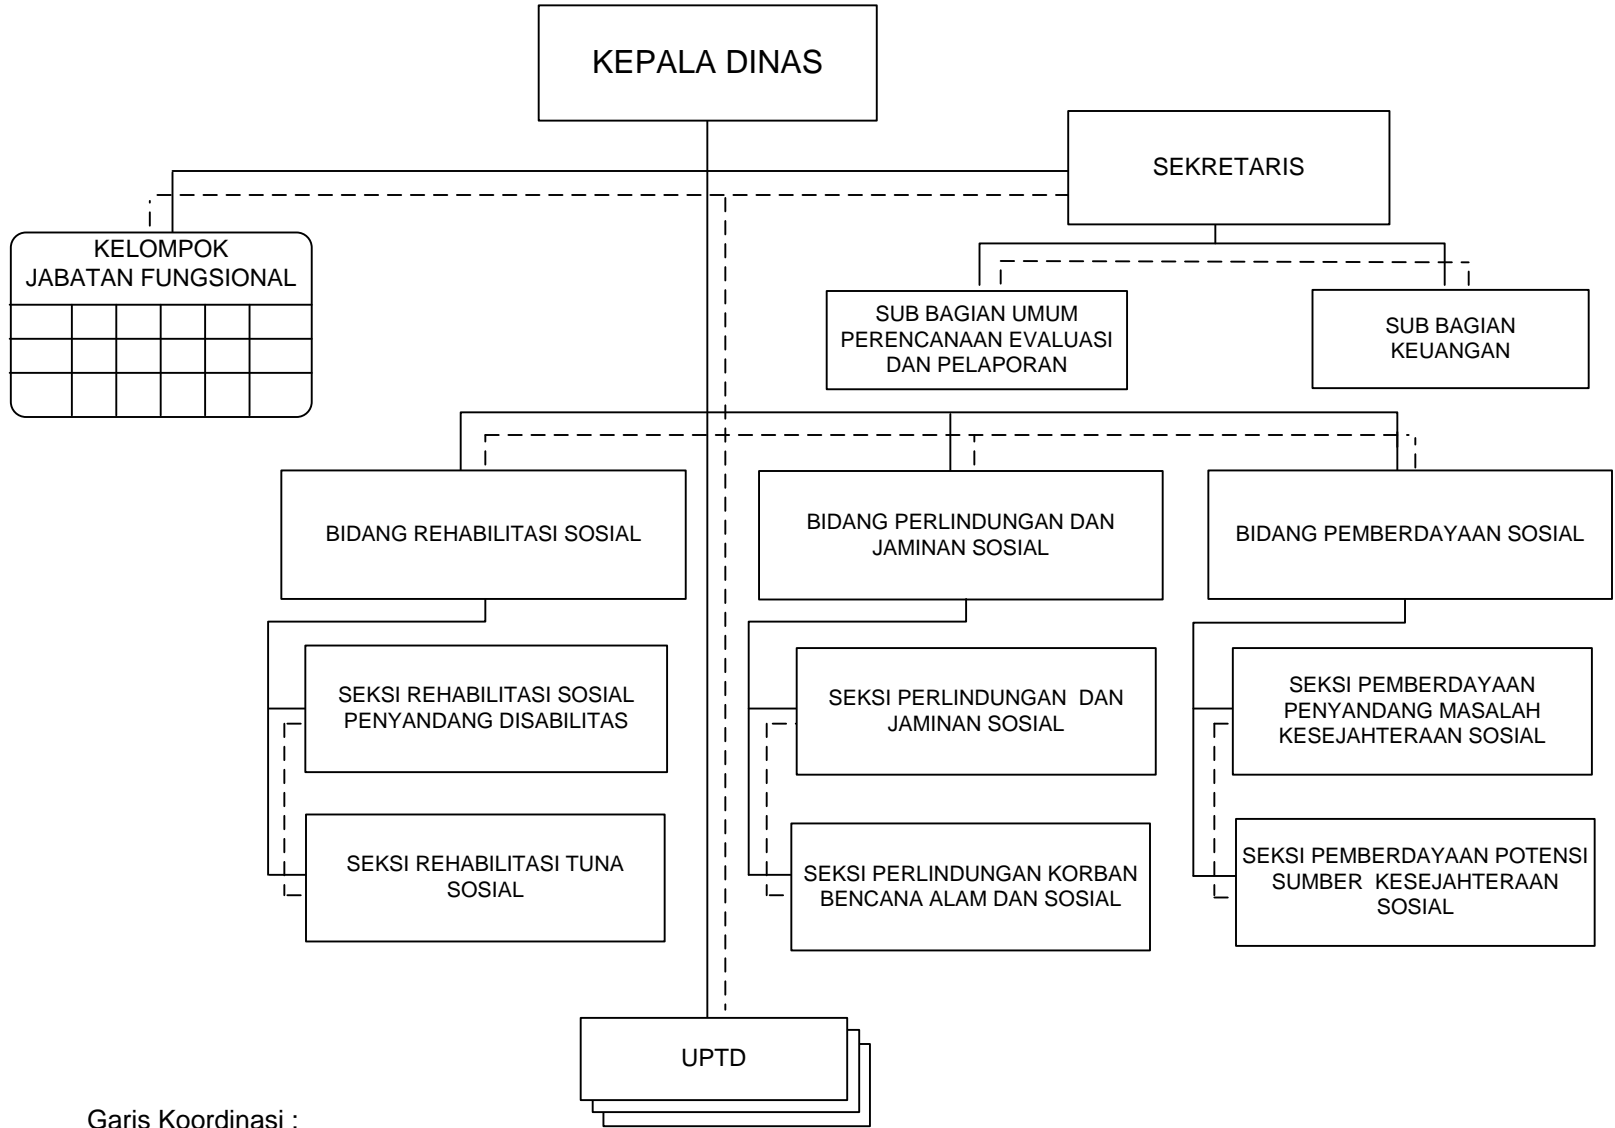 KEPALA DINAS
SEKRETARIS
KELOMPOK
JABATAN FUNGSIONAL
SUB BAGIAN UMUM
PERENCANAAN EVALUASI
DAN PELAPORAN
SUB BAGIAN
KEUANGAN
BIDANG REHABILITASI SOSIAL
BIDANG PERLINDUNGAN DAN
JAMINAN SOSIAL
BIDANG PEMBERDAYAAN SOSIAL
SEKSI REHABILITASI SOSIAL
PENYANDANG DISABILITAS
SEKSI PERLINDUNGAN DAN
JAMINAN SOSIAL
SEKSI PEMBERDAYAAN
PENYANDANG MASALAH
KESEJAHTERAAN SOSIAL
SEKSI REHABILITASI TUNA
SOSIAL
SEKSI PERLINDUNGAN KORBAN
BENCANA ALAM DAN SOSIAL
SEKSI PEMBERDAYAAN POTENSI
SUMBER KESEJAHTERAAN
SOSIAL
UPTD
Garis Koordinasi :